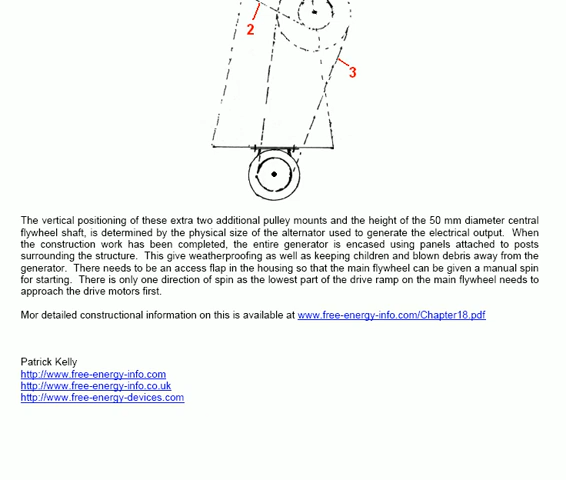 2
3
The vertical positioning of these extra two additional pulley mounts and the height of the 50 mm diameter central
flywheel shaft, is determined by the physical size of the alternator used to generate the electrical output.  When
the construction work has been completed, the entire generator is encased using panels attached to posts
surrounding the structure.  This give weatherproofing as well as keeping children and blown debris away from the
generator.  There needs to be an access flap in the housing so that the main flywheel can be given a manual spin
for starting.  There is only one direction of spin as the lowest part of the drive ramp on the main flywheel needs to
approach the drive motors first.
Mor detailed constructional information on this is available at www.free-energy-info.com/Chapter18.pdf
Patrick Kelly
http://www.free-energy-info.com
http://www.free-energy-info.co.uk
http://www.free-energy-devices.com